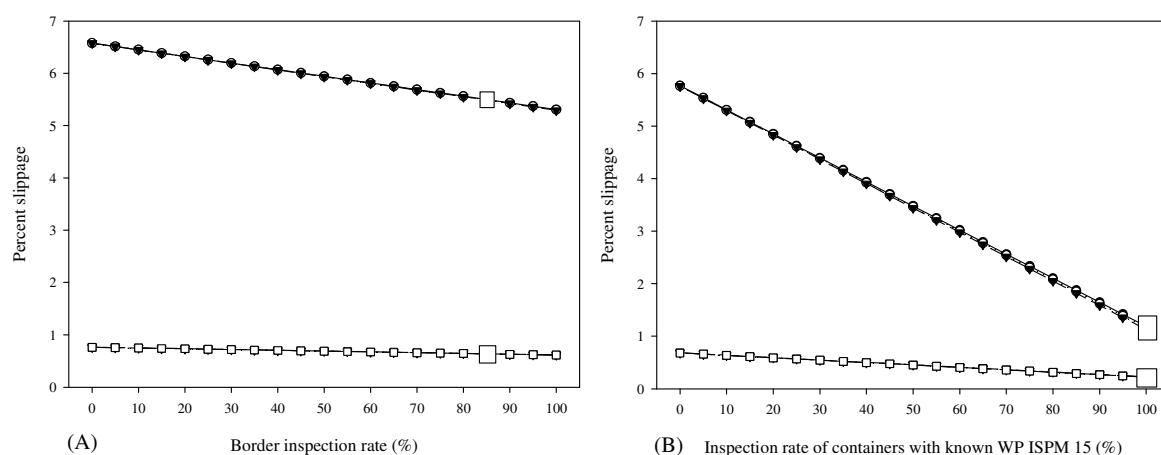 7
6
5
4
3
2
1
0
Percent slippage
0 10 20 30 40 50 60 70 80 90 100
(A) Border inspection rate (%)
7
6
5
4
3
2
1
0
Percent slippage
0 10 20 30 40 50 60 70 80 90 100
(B) Inspection rate of containers with known WP ISPM 15 (%)